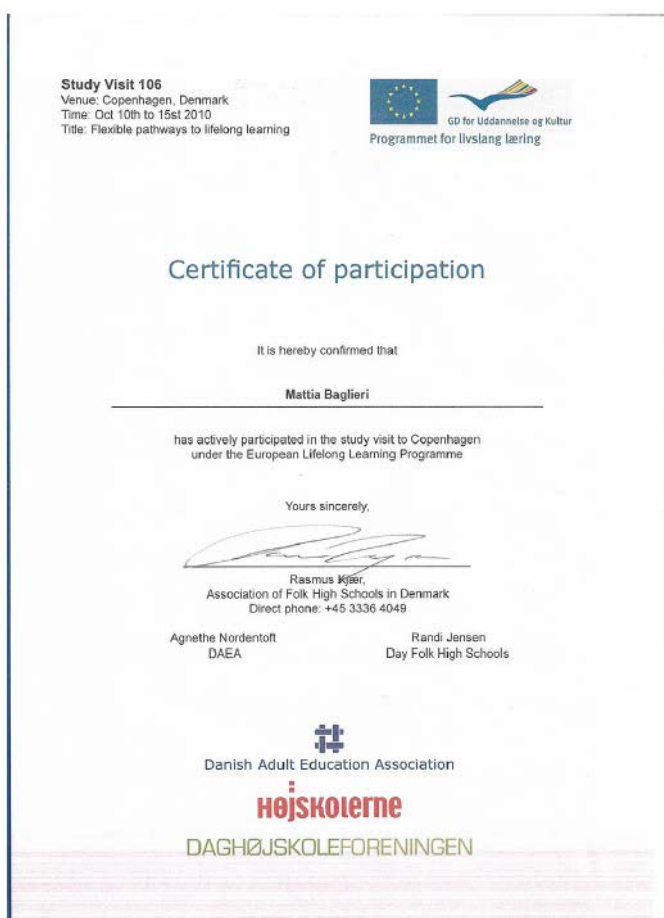 Study Visit 106
Venue: Copenhagen, Denmark
Time: Oct 10th to 15st 2010
Title: Flexible pathways to lifelong learning
GD for Uddannelse og Kultur
Programmet for livslang læring
Certificate of participation
It is hereby confirmed that
Mattia Baglieri
has actively participated in the study visit to Copenhagen
under the European Lifelong Learning Programme
Yours sincerely,
Rasmus Kjær,
Association of Folk High Schools in Denmark
Direct phone: +45 3336 4049
Agnethe Nordentoft
DAEA
Randi Jensen
Day Folk High Schools
Danish Adult Education Association
Højskolerne
DAGHØJSKOLEFORENINGEN